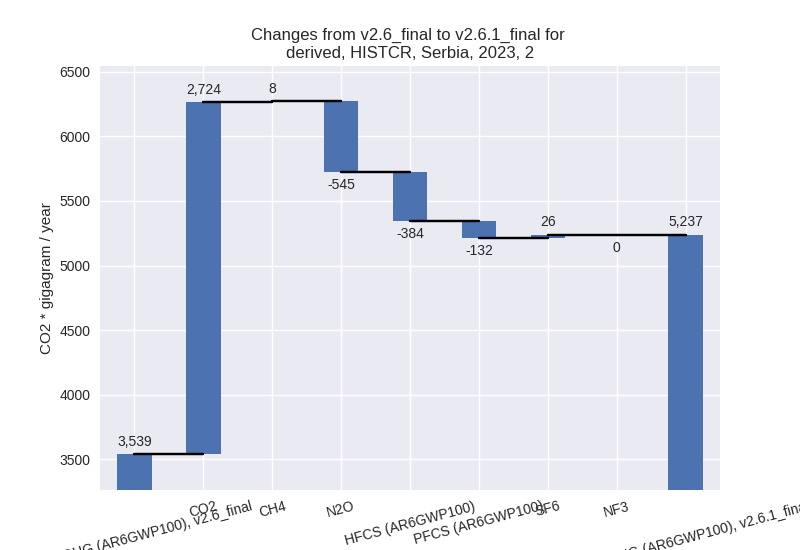 Changes from v2.6_final to v2.6.1_final for
derived, HISTCR, Serbia, 2023, 2
CO2 * gigagram / year
6500
6000
5500
5000
4500
4000
3500
3,539
2,724
8
-545
-384
-132
26
0
5,237
(AR6GWP100), v2.6_final
CO2
CH4
N2O
HFCS (AR6GWP100)
PFCS (AR6GWP100)
SF6
NF3
(AR6GWP100), v2.6.1_fina